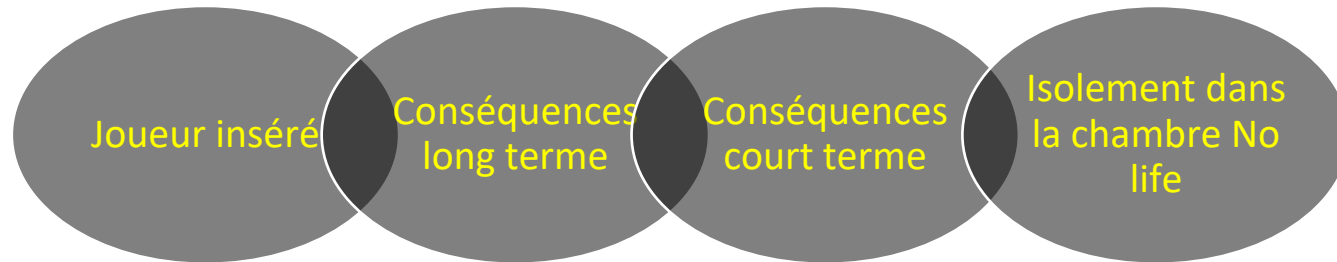 Joueur inséré
Conséquences
long terme
Conséquences
court terme
Isolement dans
la chambre No
life